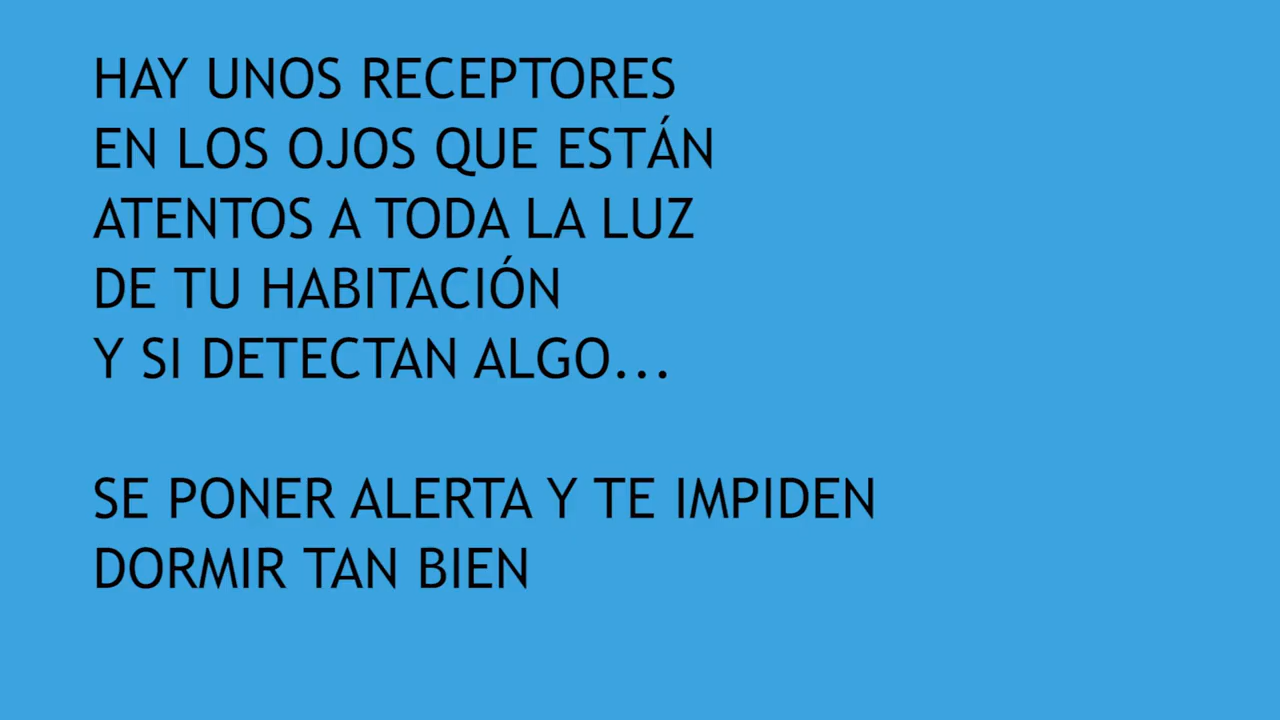 HAY UNOS RECEPTORES
EN LOS OJOS QUE ESTÁN
ATENTOS A TODA LA LUZ
DE TU HABITACIÓN
Y SI DETECTAN ALGO...
SE PONER ALERTA Y TE IMPIDEN
DORMIR TAN BIEN